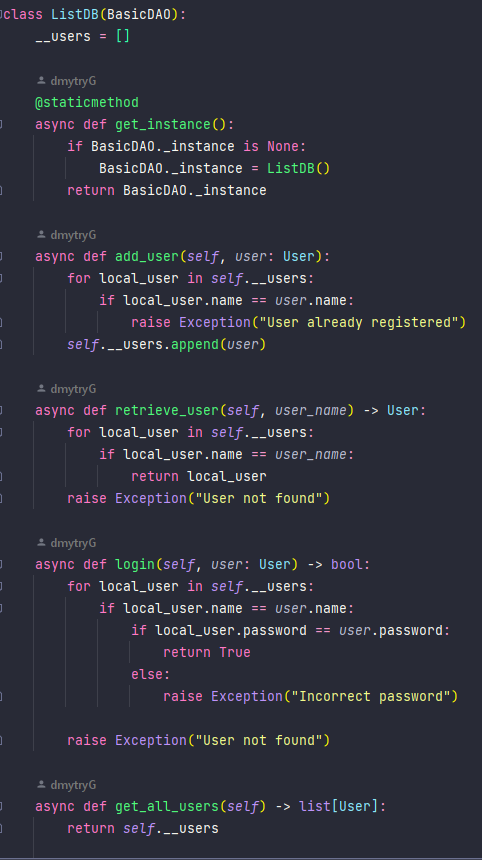 class ListDB(BasicDAO):
    __users = []
    dmytryG
    @staticmethod
    async def get_instance():
        if BasicDAO._instance is None:
            BasicDAO._instance = ListDB()
        return BasicDAO._instance
    dmytryG
    async def add_user(self, user: User):
        for local_user in self.__users:
            if local_user.name == user.name:
                raise Exception("User already registered")
        self.__users.append(user)
    dmytryG
    async def retrieve_user(self, user_name) -> User:
        for local_user in self.__users:
            if local_user.name == user_name:
                return local_user
        raise Exception("User not found")
    dmytryG
    async def login(self, user: User) -> bool:
        for local_user in self.__users:
            if local_user.name == user.name:
                if local_user.password == user.password:
                    return True
                else:
                    raise Exception("Incorrect password")
        raise Exception("User not found")
    dmytryG
    async def get_all_users(self) -> list[User]:
        return self.__users